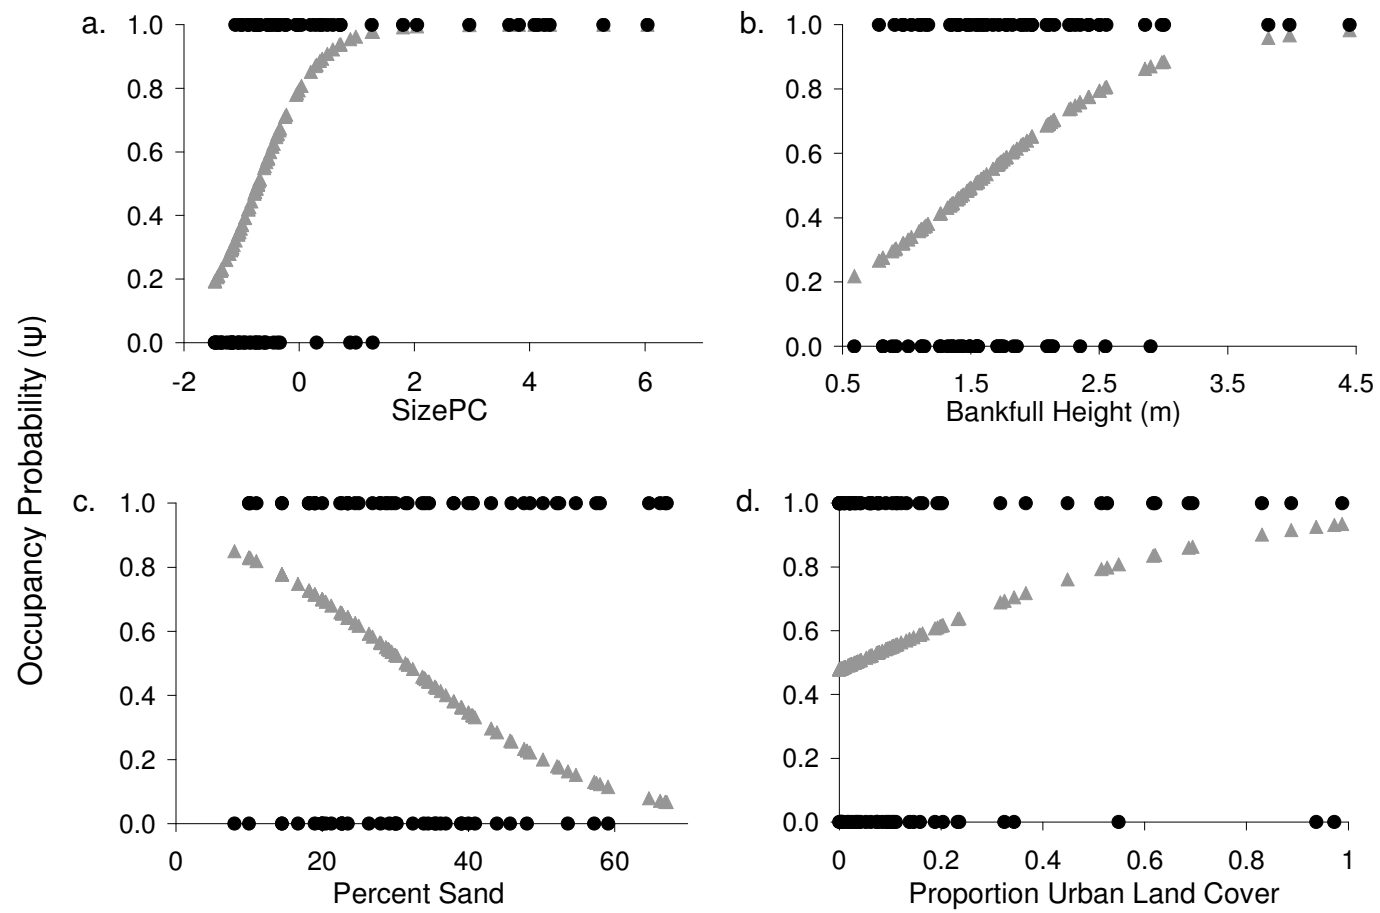 Occupancy Probability (ψ)
a.
1.0
0.8
0.6
0.4
0.2
0.0
-2 0 2 4 6
SizePC
b.
1.0
0.8
0.6
0.4
0.2
0.0
0.5 1.5 2.5 3.5 4.5
Bankfull Height (m)
c.
1.0
0.8
0.6
0.4
0.2
0.0
0 20 40 60
Percent Sand
d.
1.0
0.8
0.6
0.4
0.2
0.0
0 0.2 0.4 0.6 0.8 1
Proportion Urban Land Cover